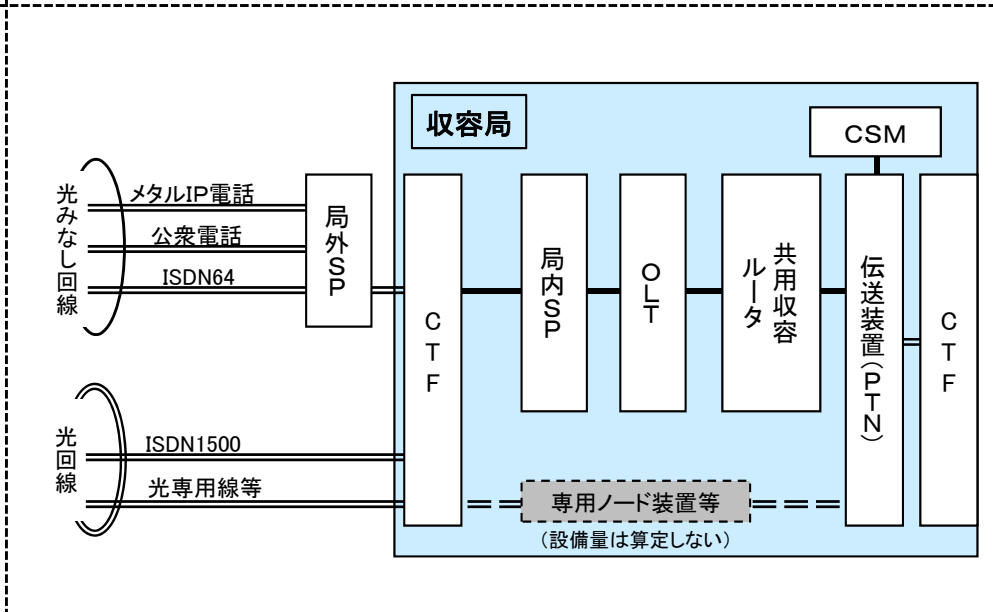 収容局
CSM
光みなし回線
メタルIP電話
公衆電話
ISDN64
局外SP
CTF
局内SP
OLT
共用収容
ルータ
伝送装置(PTN)
CTF
光回線
ISDN1500
光専用線等
専用ノード装置等
(設備量は算定しない)